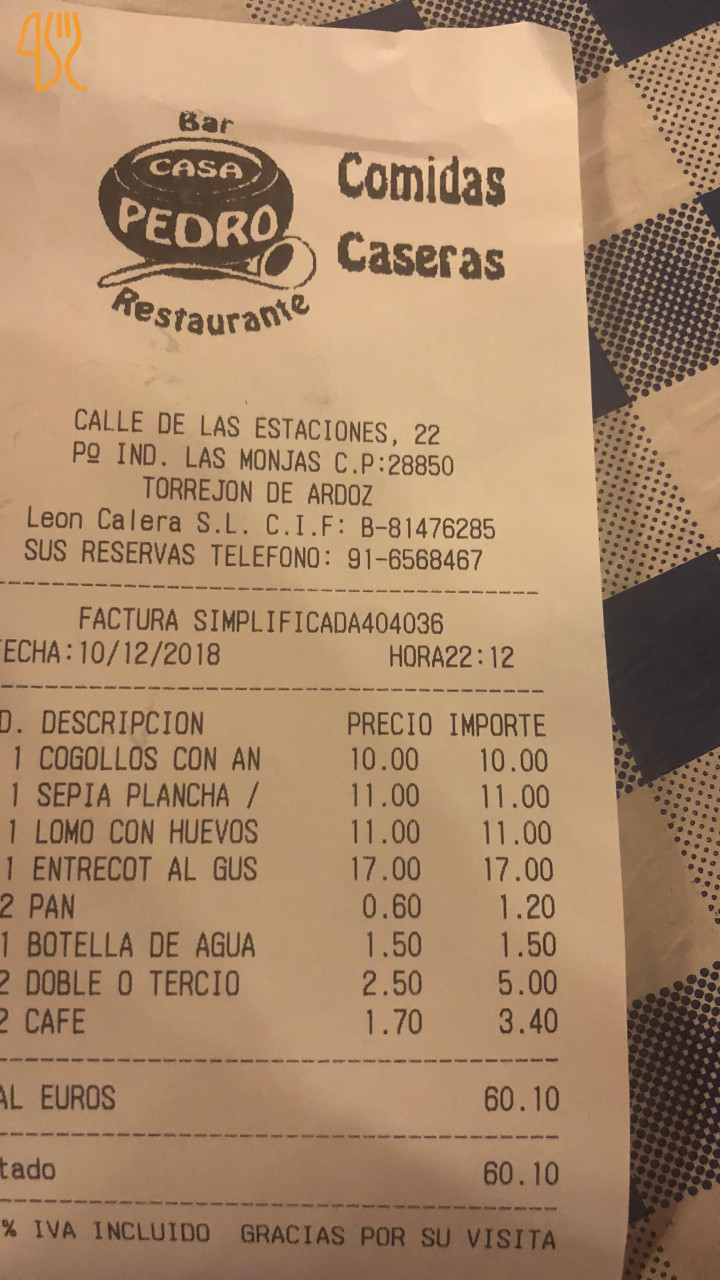 Bar
CASA
PEDRO
Restaurante
Comidas
Caseras
CALLE DE LAS ESTACIONES, 22
Pº IND. LAS MONJAS C.P:28850
TORREJON DE ARDOZ
Leon Calera S.L. C.I.F: B-81476285
SUS RESERVAS TELEFONO: 91-6568467
FACTURA SIMPLIFICADA404036
ECHA:10/12/2018 HORA22:12
D. DESCRIPCION PRECIO IMPORTE
1 COGOLLOS CON AN 10.00 10.00
1 SEPIA PLANCHA / 11.00 11.00
1 LOMO CON HUEVOS 11.00 11.00
1 ENTRECOT AL GUS 17.00 17.00
2 PAN 0.60 1.20
1 BOTELLA DE AGUA 1.50 1.50
2 DOBLE O TERCIO 2.50 5.00
2 CAFE 1.70 3.40
AL EUROS 60.10
tado 60.10
% IVA INCLUIDO GRACIAS POR SU VISITA